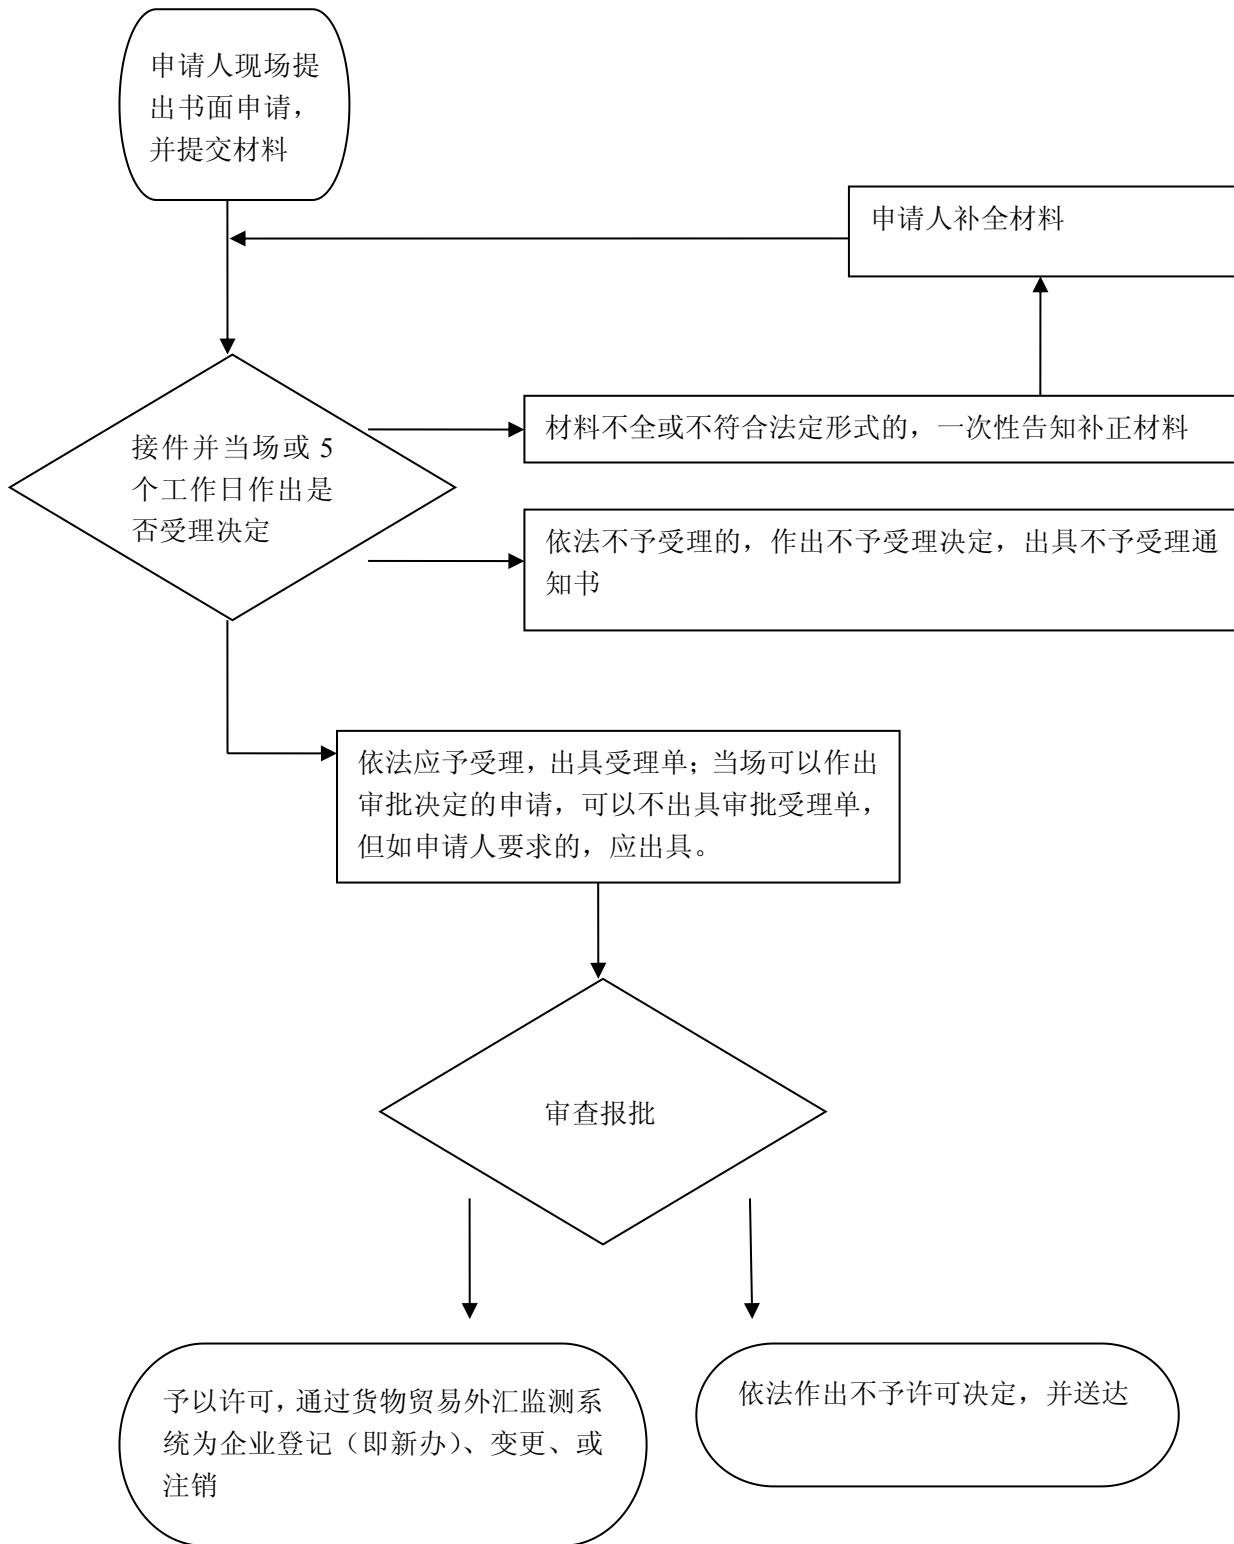 申请人现场提
出书面申请，
并提交材料
申请人补全材料
材料不全或不符合法定形式的，一次性告知补正材料
接件并当场或 5
个工作日作出是
否受理决定
依法不予受理的，作出不予受理决定，出具不予受理通
知书
依法应予受理，出具受理单；当场可以作出
审批决定的申请，可以不出具审批受理单，
但如申请人要求的，应出具。
审查报批
予以许可，通过货物贸易外汇监测系
统为企业登记（即新办）、变更、或
注销
依法作出不予许可决定，并送达